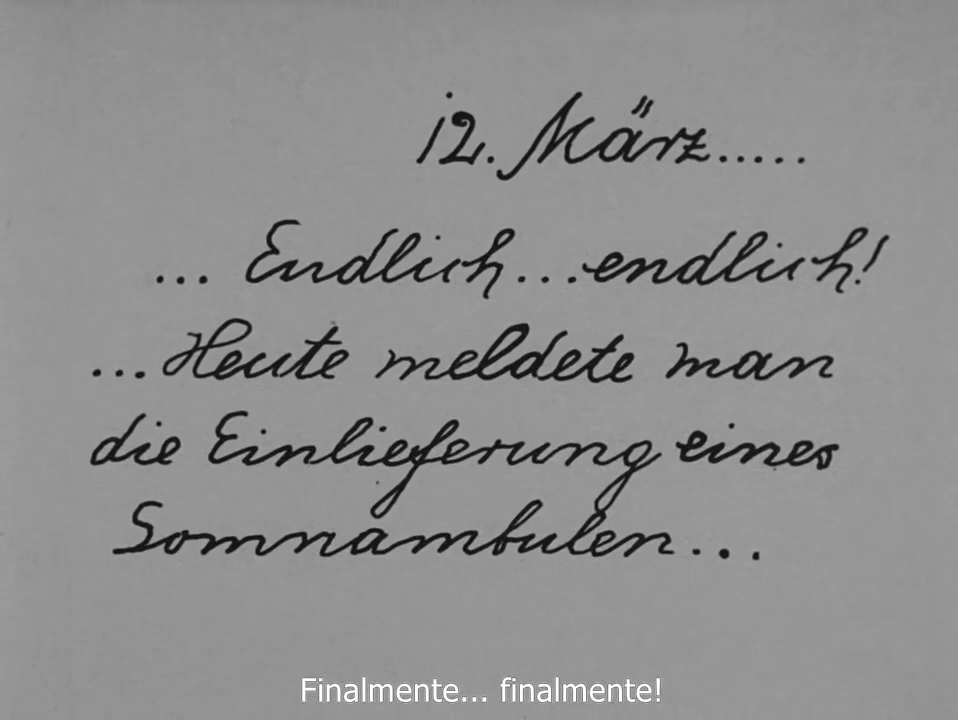 12. März.....
... Endlich...endlich!
...Heute meldete man
die Einlieferung eines
Somnambulen...
Finalmente... finalmente!